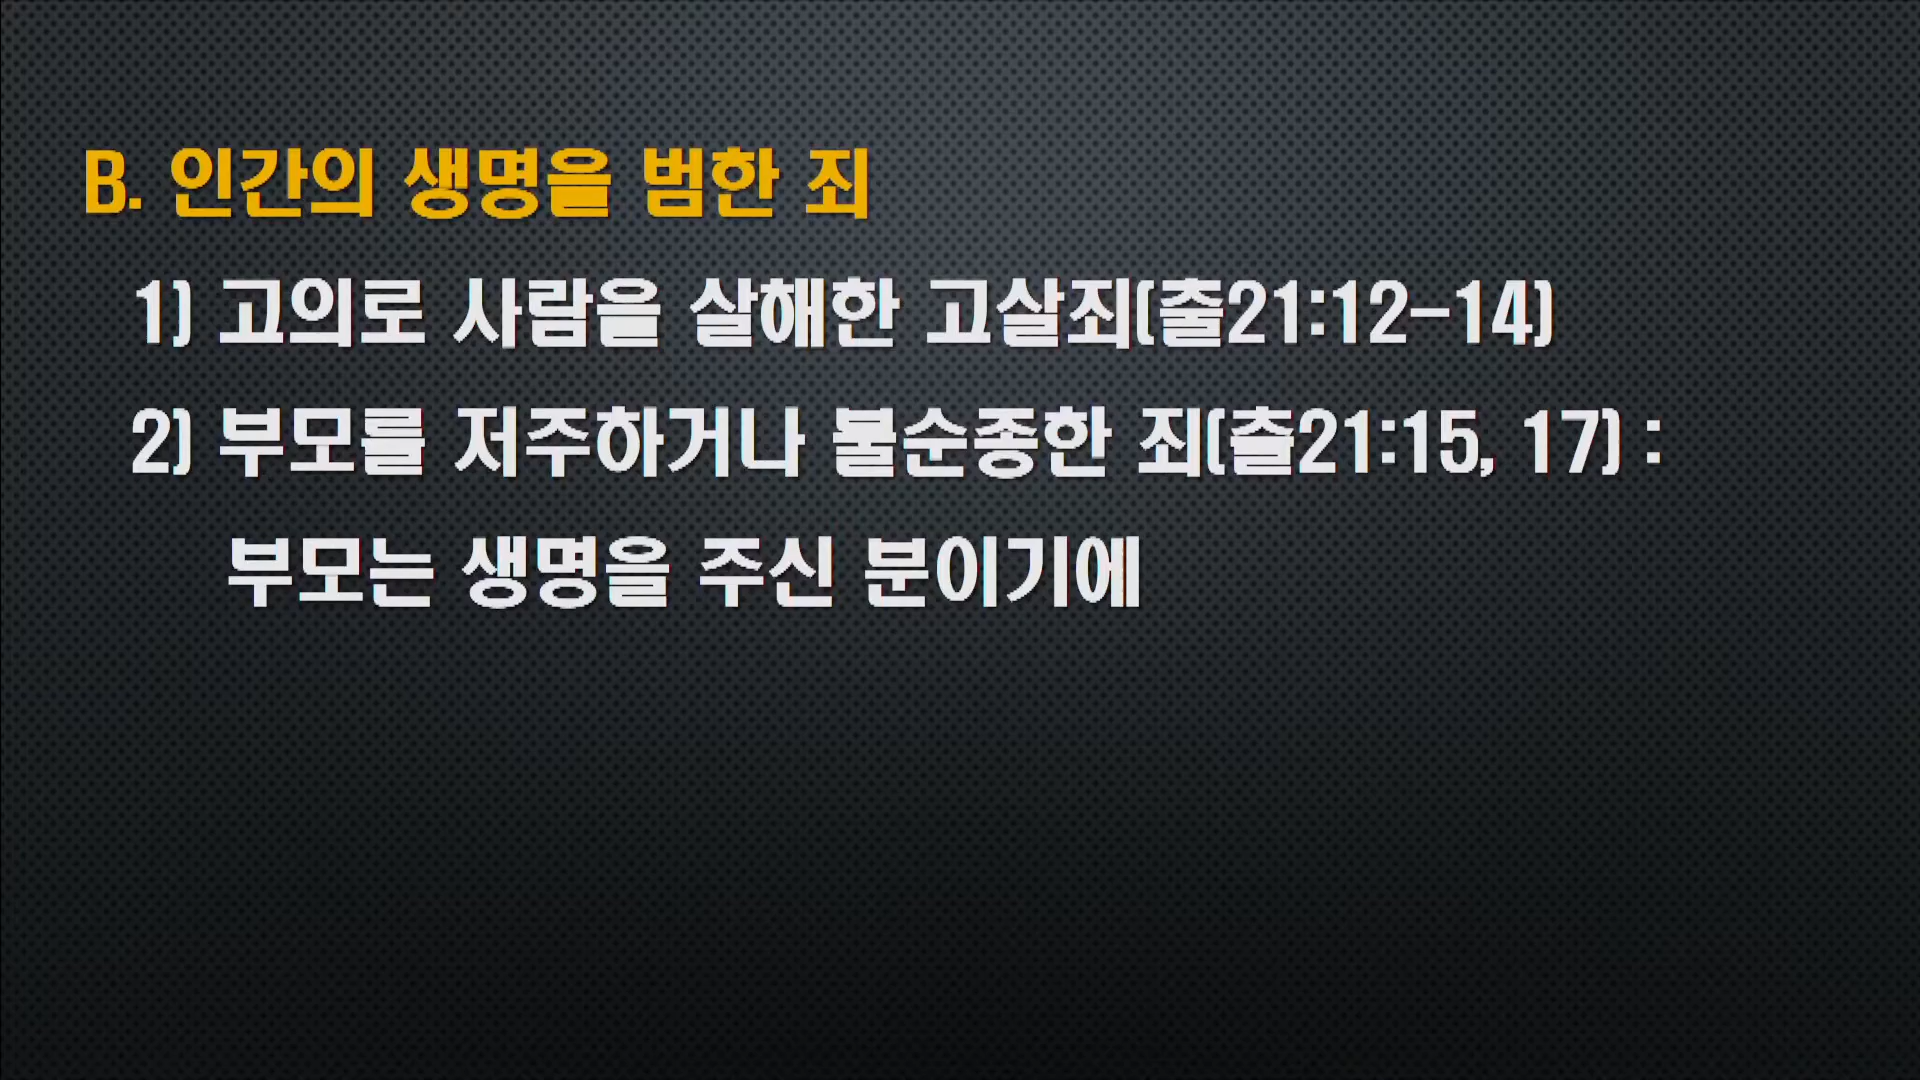 B. 인간의 생명을 범한 죄
1) 고의로 사람을 살해한 고살죄(출21:12-14)
2) 부모를 저주하거나 불순종한 죄(출21:15, 17) :
부모는 생명을 주신 분이기에